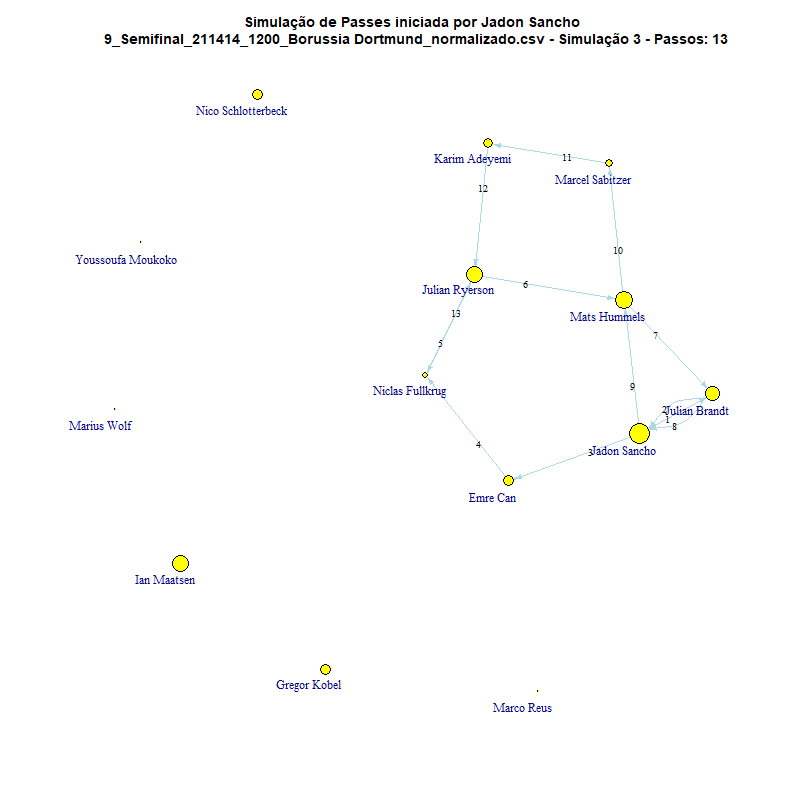 Simulação de Passes iniciada por Jadon Sancho
9_Semifinal_211414_1200_Borussia Dortmund_normalizado.csv - Simulação 3 - Passos: 13
Nico Schlotterbeck
Karim Adeyemi
11
Marcel Sabitzer
12
10
Youssoufa Moukoko
Julian Ryerson
6
Mats Hummels
13
7
5
Niclas Fullkrug
9
Marius Wolf
2
Julian Brandt
1
8
4
3
Jadon Sancho
Emre Can
Ian Maatsen
Gregor Kobel
Marco Reus